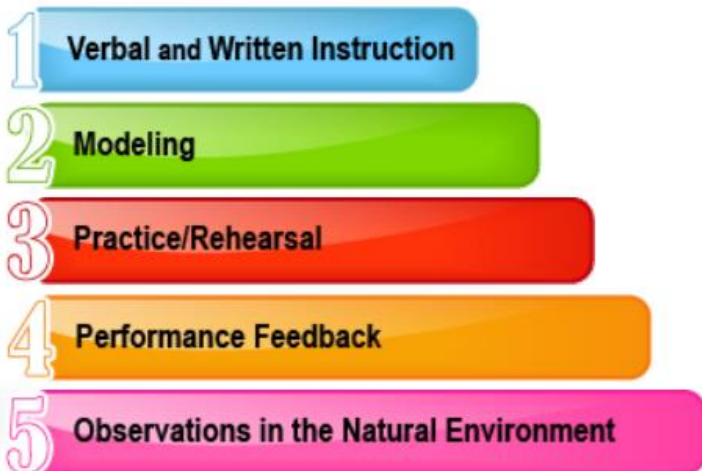 1 Verbal and Written Instruction
2 Modeling
3 Practice/Rehearsal
4 Performance Feedback
5 Observations in the Natural Environment